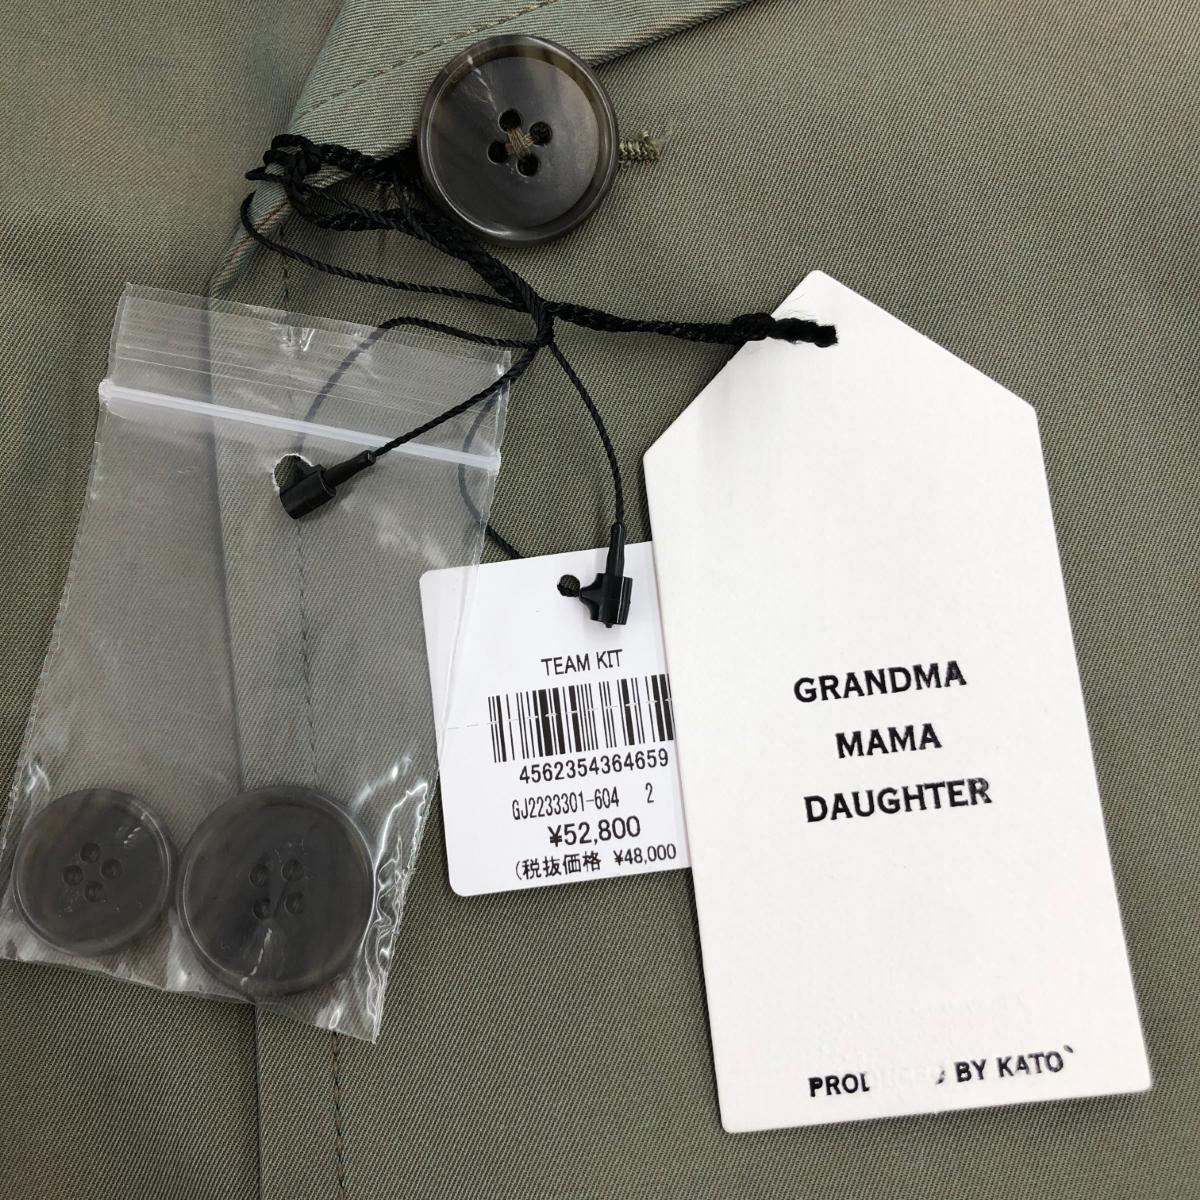 TEAM KIT
4562354364659
GJ2233301-604 2
¥52,800
(税抜価格 ¥48,000
GRANDMA
MAMA
DAUGHTER
PRODUCED BY KATO`